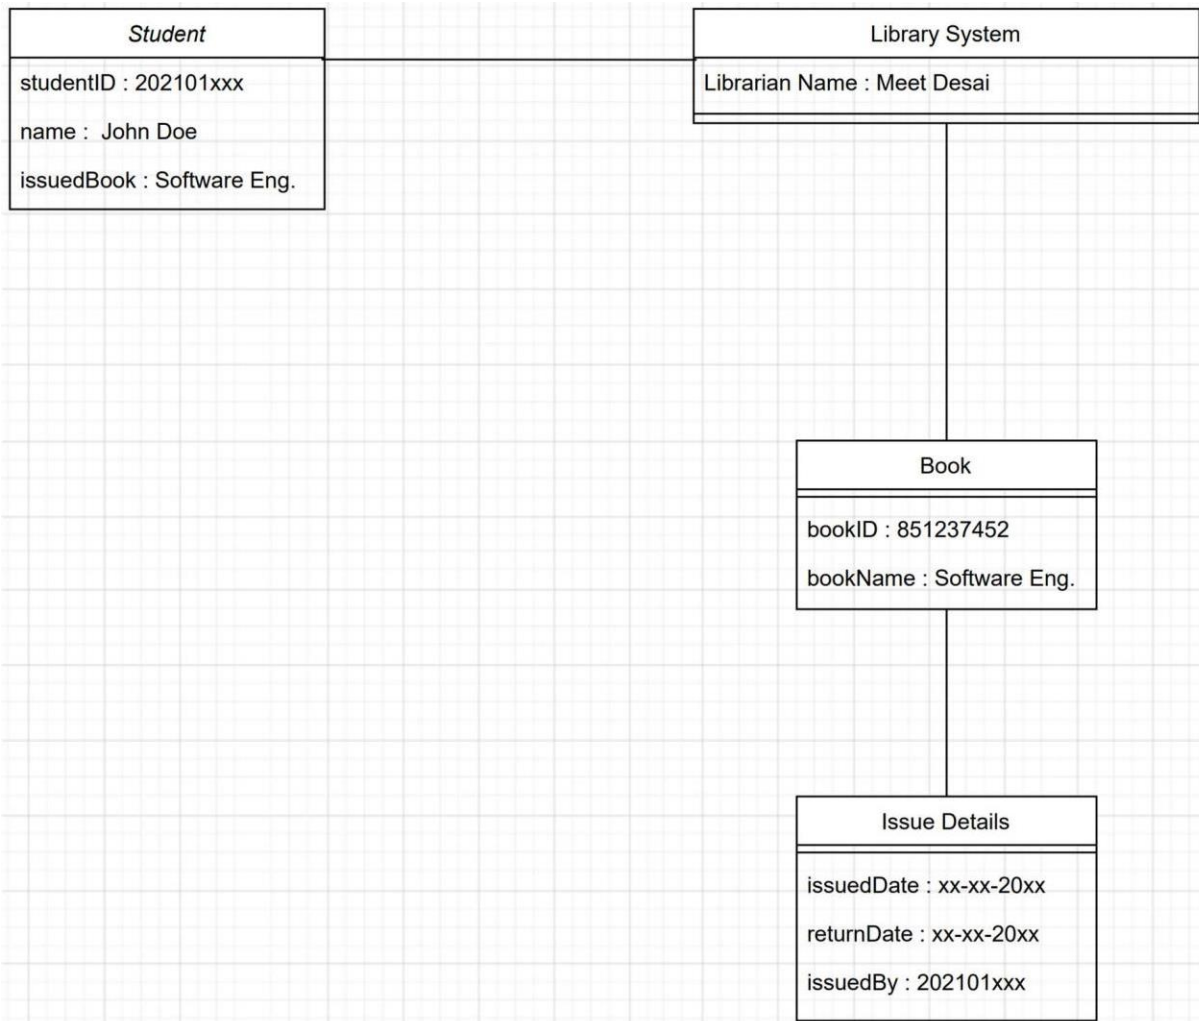 Student
studentID : 202101xxx
name : John Doe
issuedBook : Software Eng.
Library System
Librarian Name : Meet Desai
Book
bookID : 851237452
bookName : Software Eng.
Issue Details
issuedDate : xx-xx-20xx
returnDate : xx-xx-20xx
issuedBy : 202101xxx